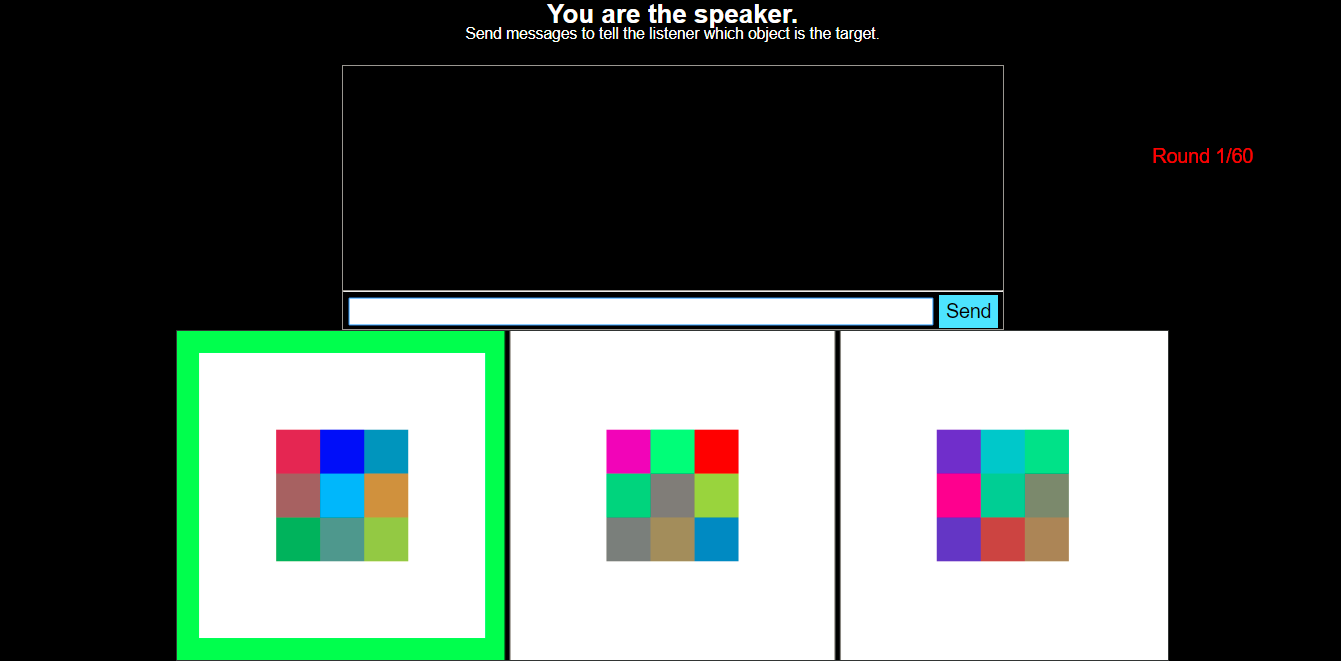 You are the speaker.
Send messages to tell the listener which object is the target.
Round 1/60
Send